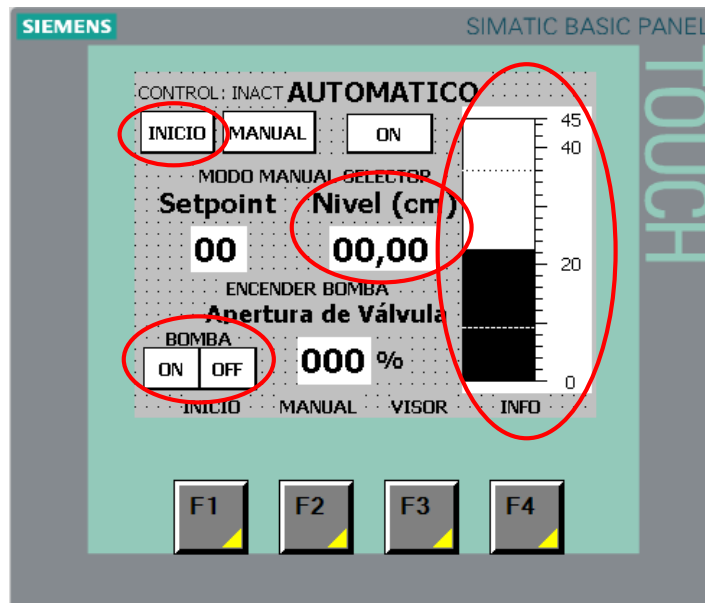 SIEMENS SIMATIC BASIC PANEL
TOUCH
CONTROL: INACT AUTOMATICO
INICIO MANUAL ON
MODO MANUAL SELECTOR
Setpoint Nivel (cm)
00 00,00
ENCENDER BOMBA
Apertura de Válvula
BOMBA
ON OFF 000 %
45
40
20
0
INICIO MANUAL VISOR INFO
F1 F2 F3 F4